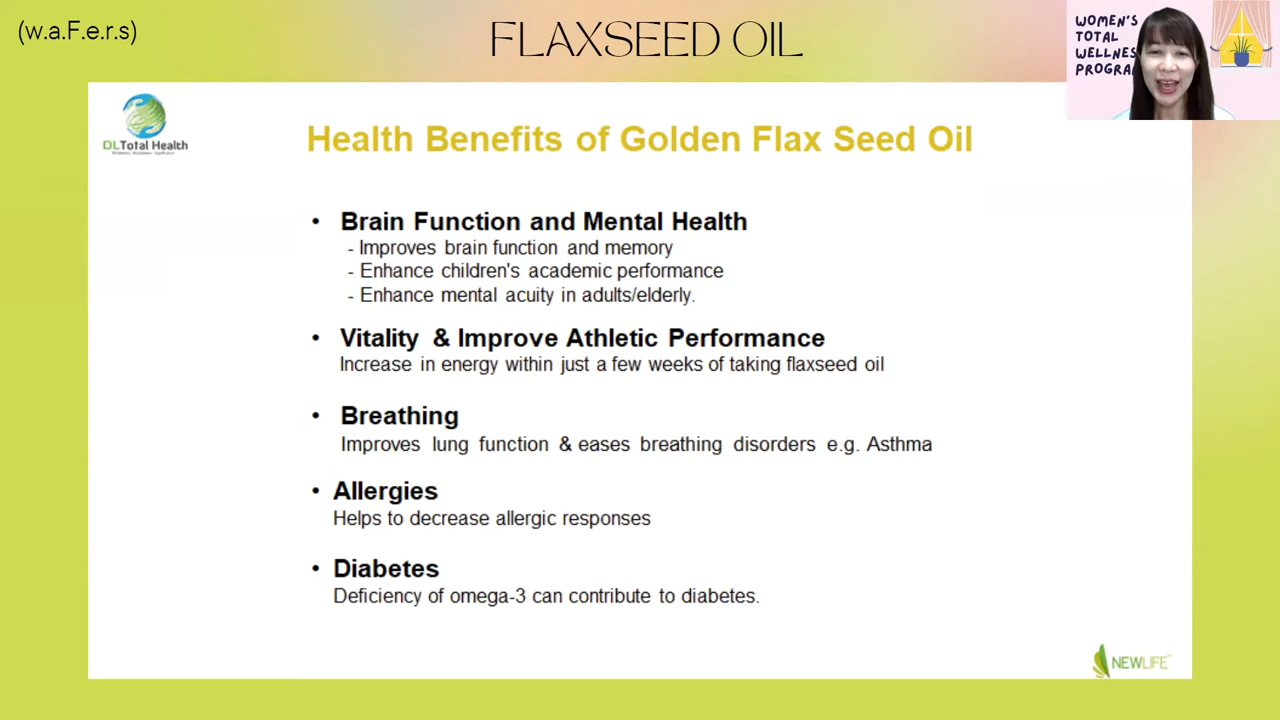 (w.a.F.e.r.s)
FLAXSEED OIL
WOMEN'S
TOTAL
WELLNES
PROGRA
DLTotal Health
Health Benefits of Golden Flax Seed Oil
• Brain Function and Mental Health
- Improves brain function and memory
- Enhance children's academic performance
- Enhance mental acuity in adults/elderly.
• Vitality & Improve Athletic Performance
Increase in energy within just a few weeks of taking flaxseed oil
• Breathing
Improves lung function & eases breathing disorders e.g. Asthma
• Allergies
Helps to decrease allergic responses
• Diabetes
Deficiency of omega-3 can contribute to diabetes.
NEWLIFE™